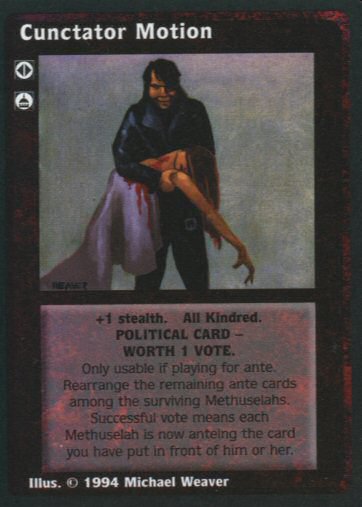 Cunctator Motion
WEAVER
+1 stealth. All Kindred.
POLITICAL CARD –
WORTH 1 VOTE.
Only usable if playing for ante.
Rearrange the remaining ante cards
among the surviving Methuselahs.
Successful vote means each
Methuselah is now anteing the card
you have put in front of him or her.
Illus. © 1994 Michael Weaver